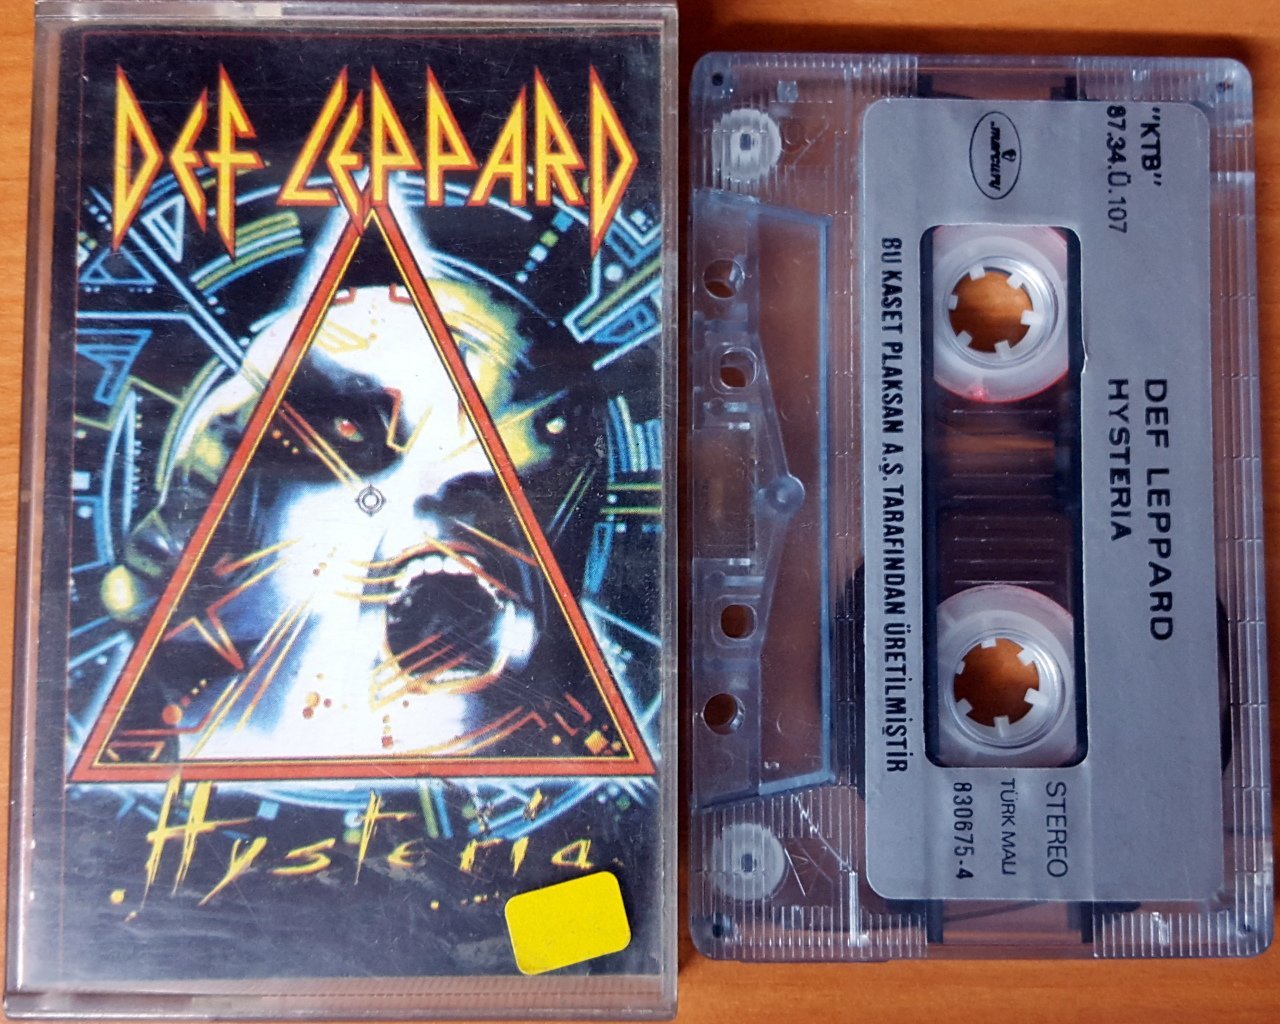 DEF LEPPARD
Hysteria
"KTB"
87.34.Ü.107
mercury
DEF LEPPARD
HYSTERIA
BU KASET PLAKSAN A.Ş. TARAFINDAN ÜRETİLMİŞTİR
STEREO
TÜRK MALI
830675-4